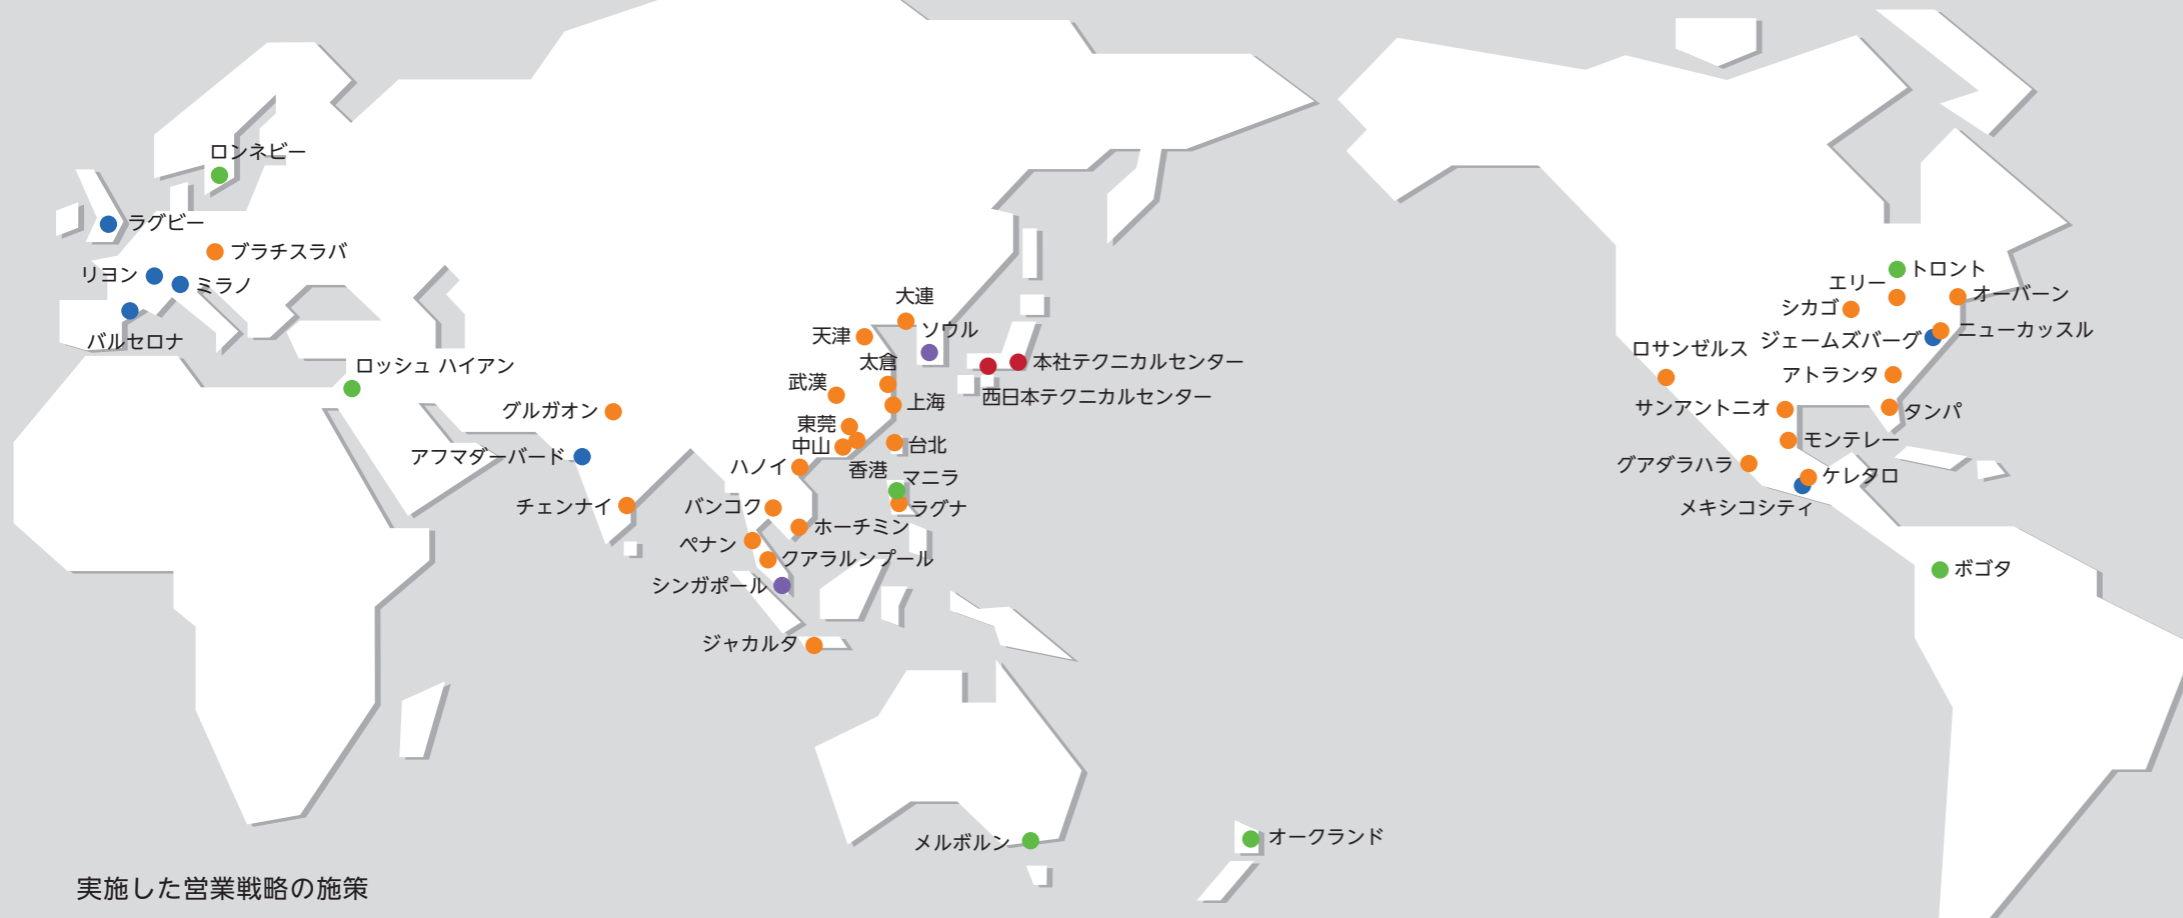 ロンネビー
ラグビー
ブラチスラバ
リヨン
ミラノ
バルセロナ
ロッシュ ハイアン
グルガオン
アフマダーバード
チェンナイ
大連
天津
ソウル
太倉
武漢
上海
東莞
中山
台北
香港
ハノイ
マニラ
バンコク
ラグナ
ホーチミン
ペナン
クアラルンプール
シンガポール
ジャカルタ
本社テクニカルセンター
西日本テクニカルセンター
メルボルン
オークランド
トロント
エリー
オーバーン
シカゴ
ニューカッスル
ジェームズバーグ
ロサンゼルス
アトランタ
サンアントニオ
タンパ
モンテレー
グアダラハラ
ケレタロ
メキシコシティ
ボゴタ
実施した営業戦略の施策